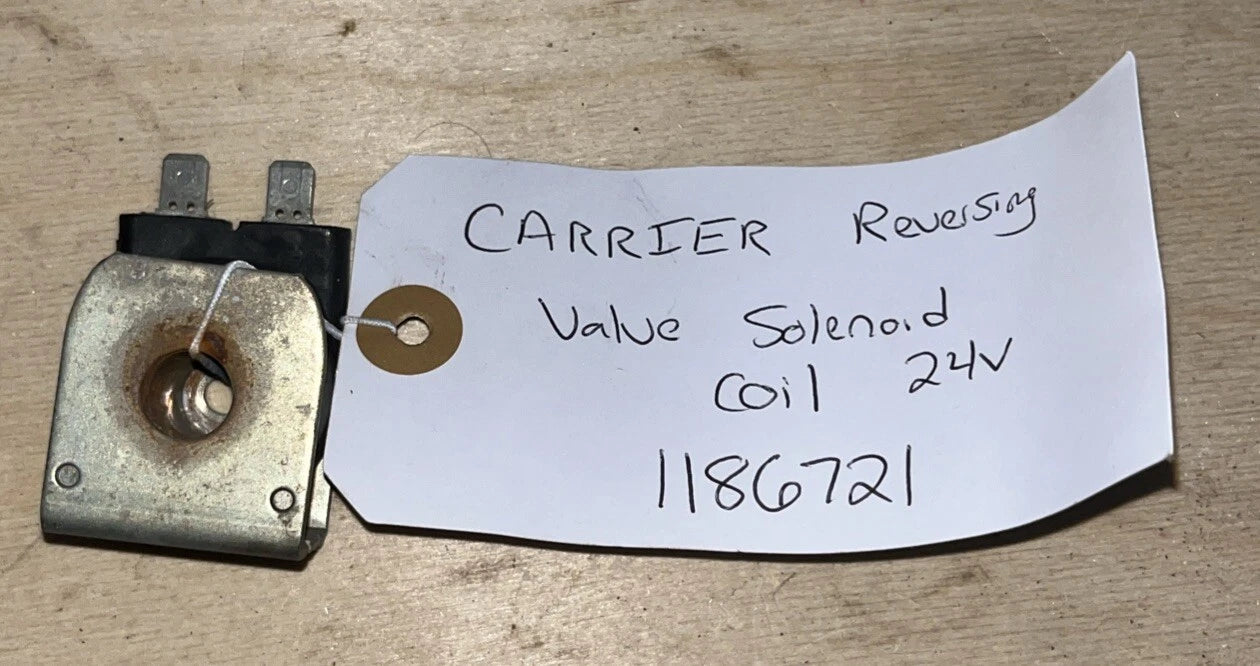 CARRIER Reversing
Valve Solenoid
Coil 24V
1186721